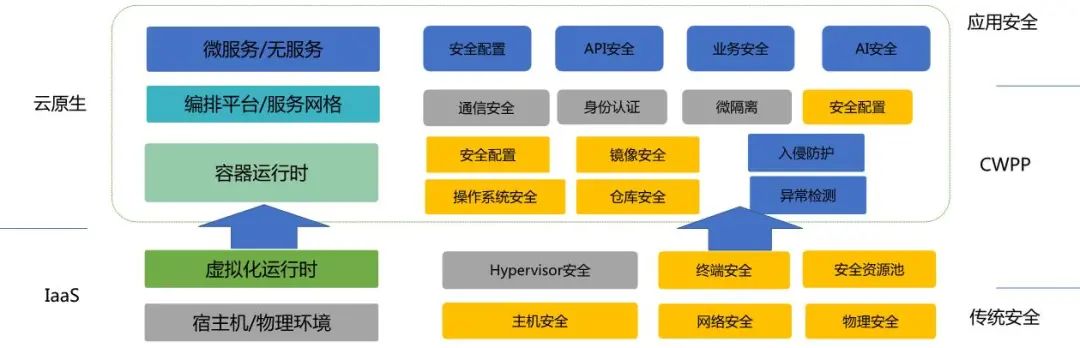 应用安全
微服务/无服务
安全配置
API安全
业务安全
AI安全
云原生
编排平台/服务网格
通信安全
身份认证
微隔离
安全配置
容器运行时
安全配置
镜像安全
入侵防护
CWPP
操作系统安全
仓库安全
异常检测
虚拟化运行时
Hypervisor安全
终端安全
安全资源池
IaaS
宿主机/物理环境
主机安全
网络安全
物理安全
传统安全